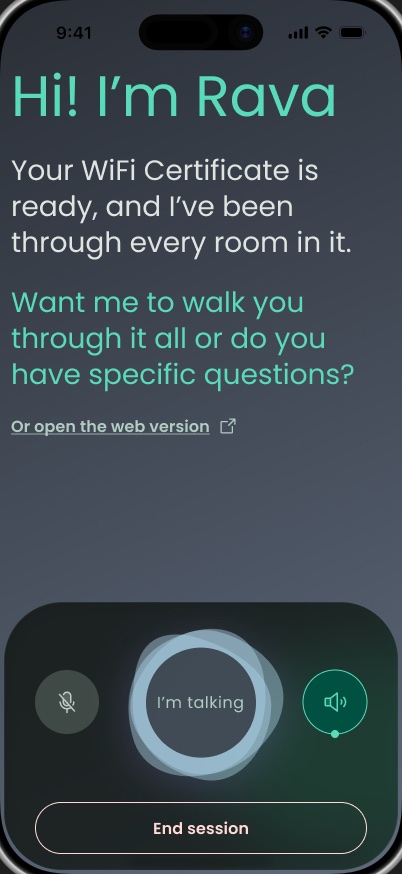 9:41
Hi! I’m Rava
Your WiFi Certificate is
ready, and I’ve been
through every room in it.
Want me to walk you
through it all or do you
have specific questions?
Or open the web version
I’m talking
End session